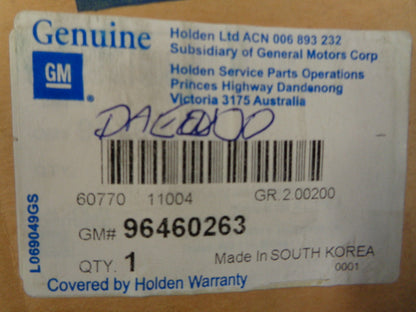 Genuine
GM
Holden Ltd ACN 006 893 232
Subsidiary of General Motors Corp
Holden Service Parts Operations
Princes Highway Dandenong
Victoria 3175 Australia
DAEWOO
60770 11004 GR.2.00200
GM# 96460263
QTY. 1 Made In SOUTH KOREA
0001
Covered by Holden Warranty
L069049GS